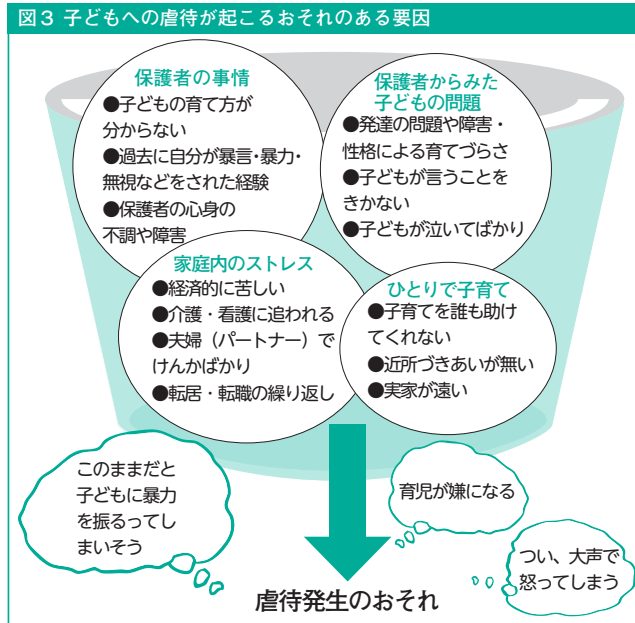 図3 子どもへの虐待が起こるおそれのある要因
保護者の事情
●子どもの育て方が
分からない
●過去に自分が暴言・暴力・
無視などをされた経験
●保護者の心身の
不調や障害
保護者からみた
子どもの問題
●発達の問題や障害・
性格による育てづらさ
●子どもが言うことを
きかない
●子どもが泣いてばかり
家庭内のストレス
●経済的に苦しい
●介護・看護に追われる
●夫婦（パートナー）で
けんかばかり
●転居・転職の繰り返し
ひとりで子育て
●子育てを誰も助け
てくれない
●近所づきあいが無い
●実家が遠い
このままだと
子どもに暴力
を振るってし
まいそう
育児が嫌になる
つい、大声で
怒ってしまう
虐待発生のおそれ